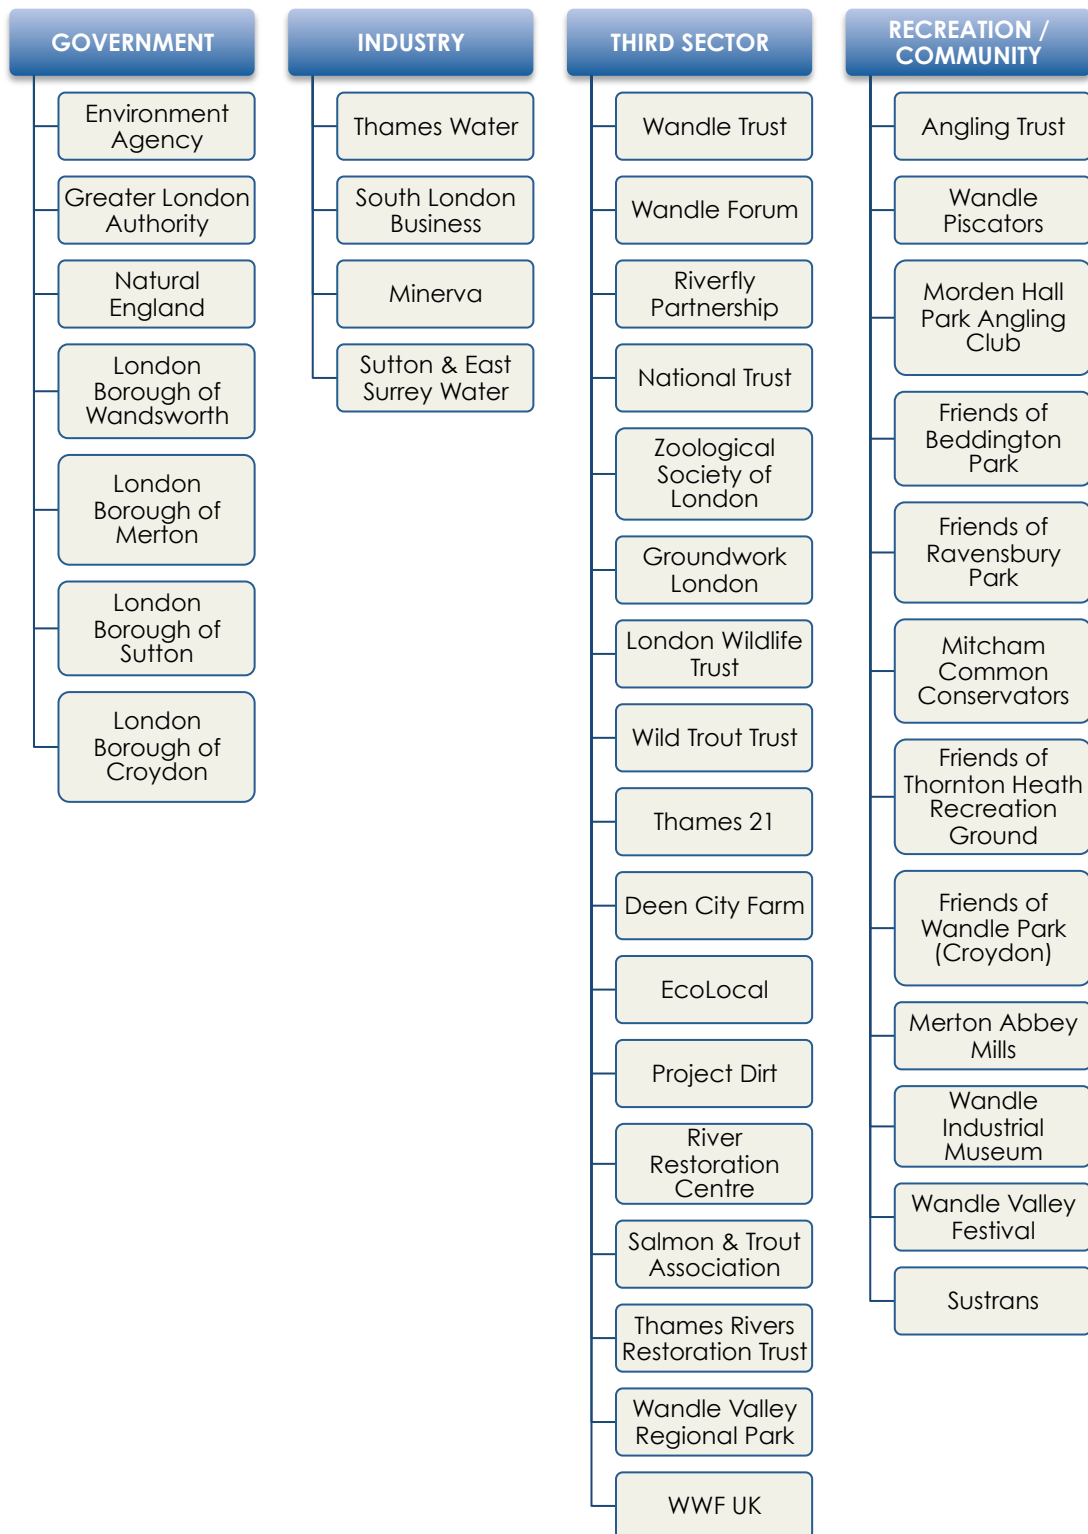 GOVERNMENT
Environment
Agency
Greater London
Authority
Natural
England
London
Borough of
Wandsworth
London
Borough of
Merton
London
Borough of
Sutton
London
Borough of
Croydon
INDUSTRY
Thames Water
South London
Business
Minerva
Sutton & East
Surrey Water
THIRD SECTOR
Wandle Trust
Wandle Forum
Riverfly
Partnership
National Trust
Zoological
Society of
London
Groundwork
London
London Wildlife
Trust
Wild Trout Trust
Thames 21
Deen City Farm
EcoLocal
Project Dirt
River
Restoration
Centre
Salmon & Trout
Association
Thames Rivers
Restoration Trust
Wandle Valley
Regional Park
WWF UK
RECREATION /
COMMUNITY
Angling Trust
Wandle
Piscators
Morden Hall
Park Angling
Club
Friends of
Beddington
Park
Friends of
Ravensbury
Park
Mitcham
Common
Conservators
Friends of
Thornton Heath
Recreation
Ground
Friends of
Wandle Park
(Croydon)
Merton Abbey
Mills
Wandle
Industrial
Museum
Wandle Valley
Festival
Sustrans